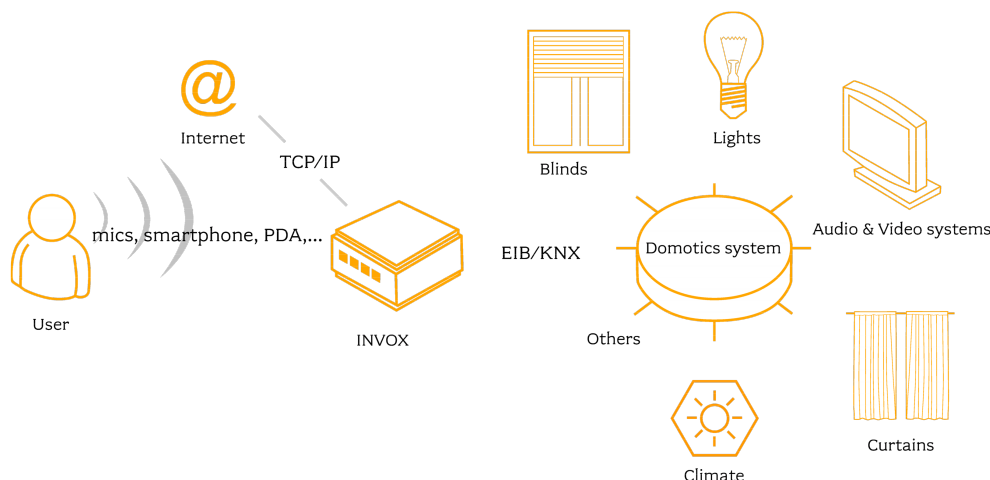 @
Internet
TCP/IP
mics, smartphone, PDA,...
User
INVOX
EIB/KNX
Blinds
Lights
Audio & Video systems
Domotics system
Others
Climate
Curtains